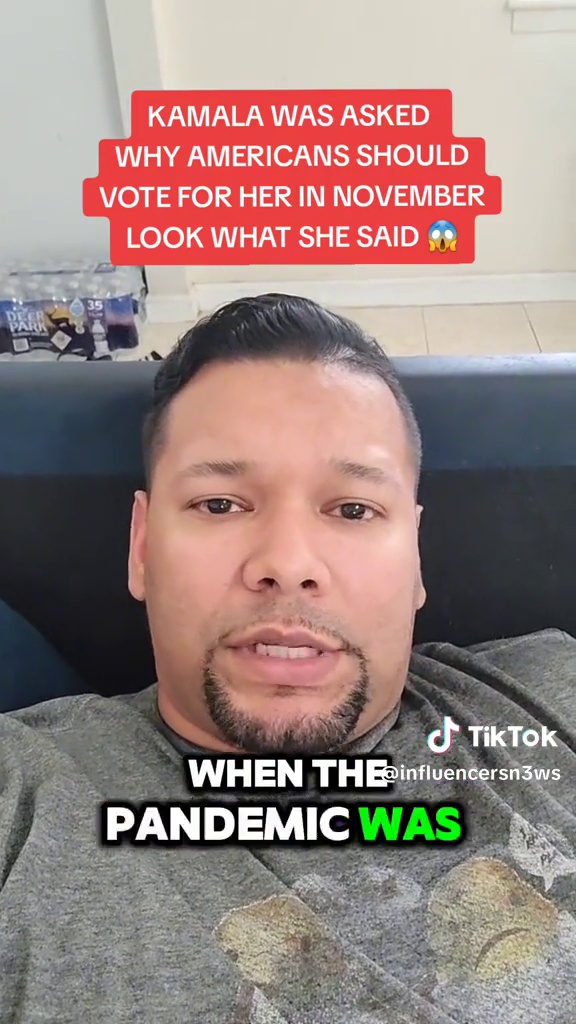 KAMALA WAS ASKED
WHY AMERICANS SHOULD
VOTE FOR HER IN NOVEMBER
LOOK WHAT SHE SAID 😱
35
DEER
PARK
TikTok
@influencersn3ws
WHEN THE
PANDEMIC WAS